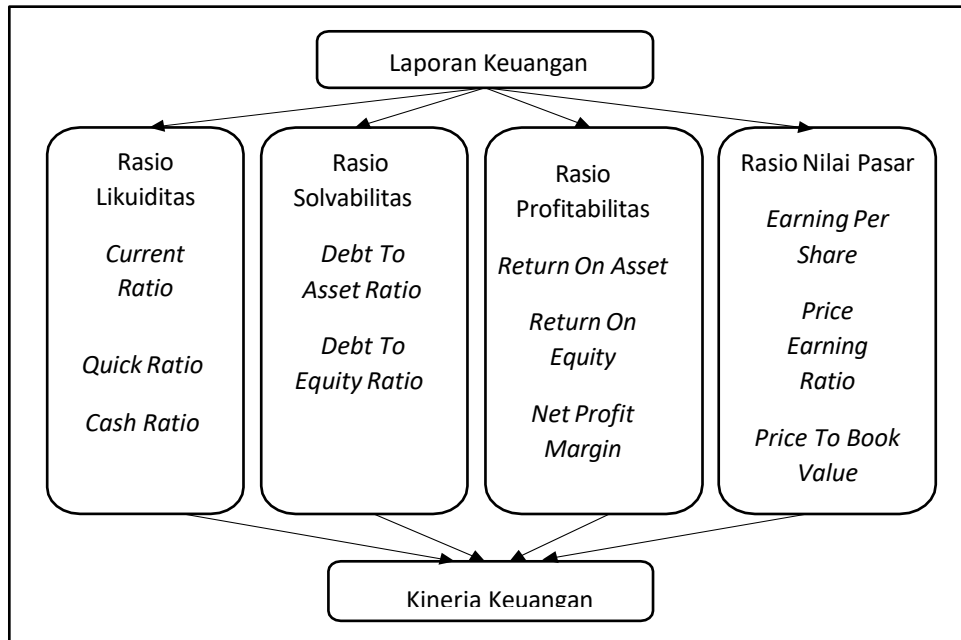 Laporan Keuangan
Rasio
Likuiditas
Current
Ratio
Quick Ratio
Cash Ratio
Rasio
Solvabilitas
Debt To
Asset Ratio
Debt To
Equity Ratio
Rasio
Profitabilitas
Return On Asset
Return On
Equity
Net Profit
Margin
Rasio Nilai Pasar
Earning Per
Share
Price
Earning
Ratio
Price To Book
Value
Kinerja Keuangan